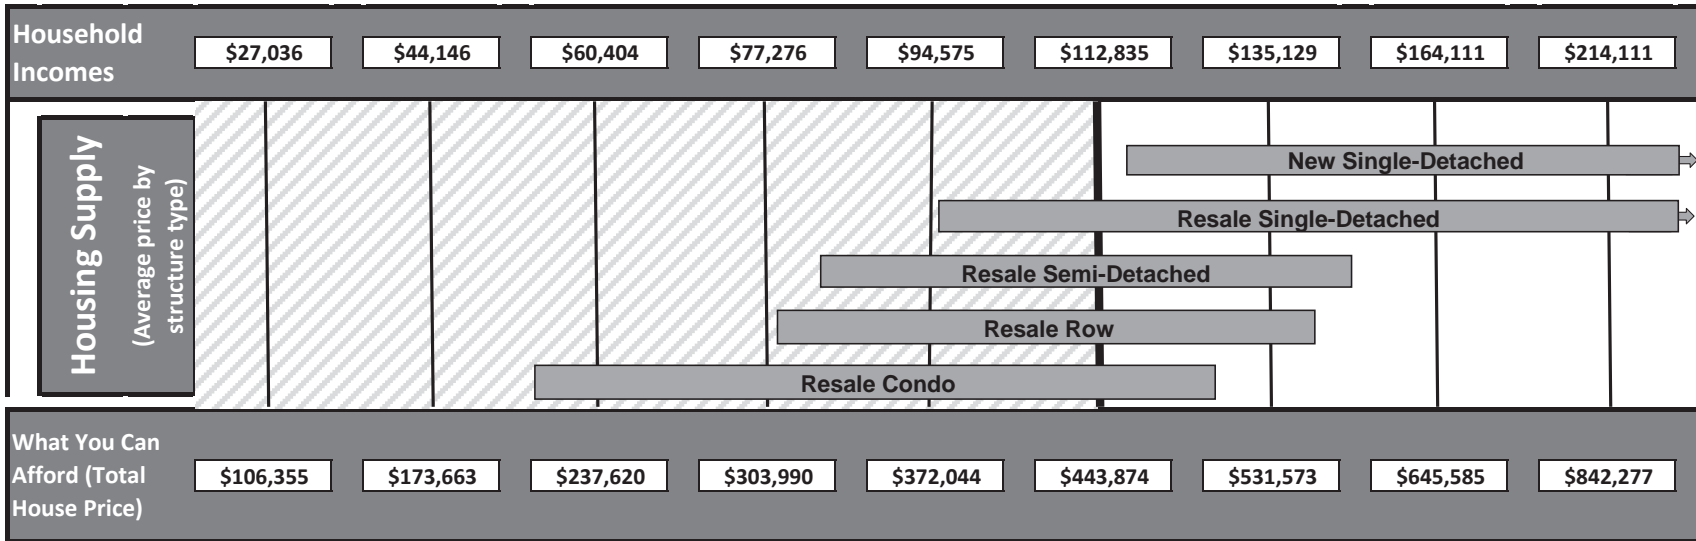 Household
Incomes
$27,036
$44,146
$60,404
$77,276
$94,575
$112,835
$135,129
$164,111
$214,111
Housing Supply
(Average price by
structure type)
New Single-Detached
Resale Single-Detached
Resale Semi-Detached
Resale Row
Resale Condo
What You Can
Afford (Total
House Price)
$106,355
$173,663
$237,620
$303,990
$372,044
$443,874
$531,573
$645,585
$842,277